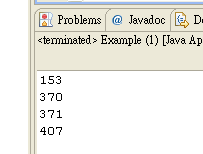 Problems @ Javadoc
<terminated> Example (1) [Java Ap
153
370
371
407